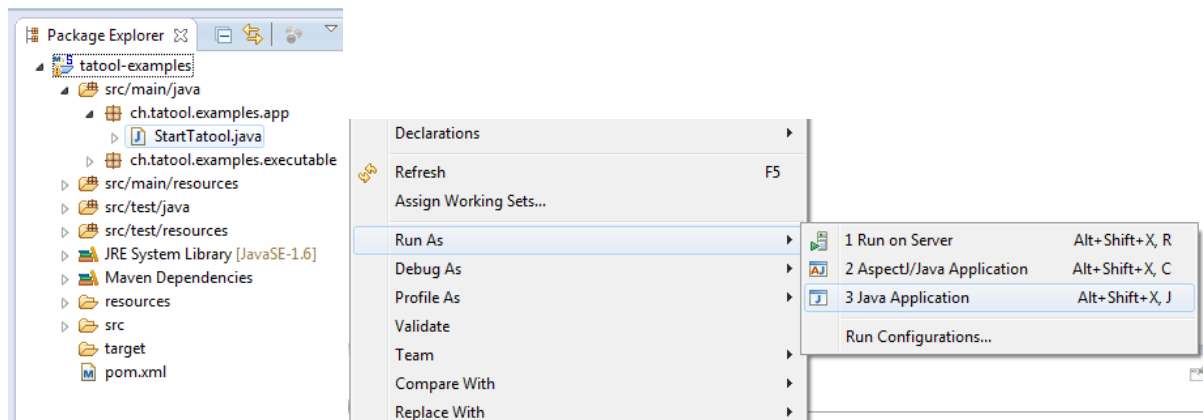 Package Explorer
tatool-examples
src/main/java
ch.tatool.examples.app
StartTatool.java
ch.tatool.examples.executable
src/main/resources
src/test/java
src/test/resources
JRE System Library [JavaSE-1.6]
Maven Dependencies
resources
src
target
pom.xml
Declarations
Refresh F5
Assign Working Sets...
Run As
Debug As
Profile As
Validate
Team
Compare With
Replace With
1 Run on Server Alt+Shift+X, R
2 AspectJ/Java Application Alt+Shift+X, C
3 Java Application Alt+Shift+X, J
Run Configurations...